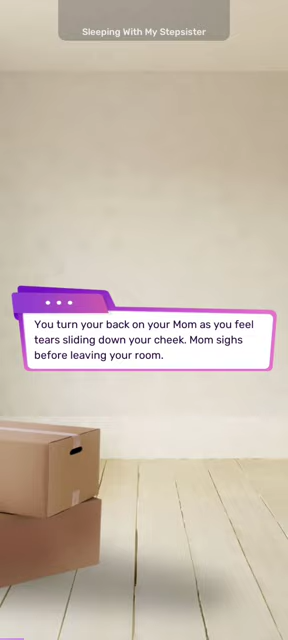 Sleeping With My Stepsister
You turn your back on your Mom as you feel
tears sliding down your cheek. Mom sighs
before leaving your room.